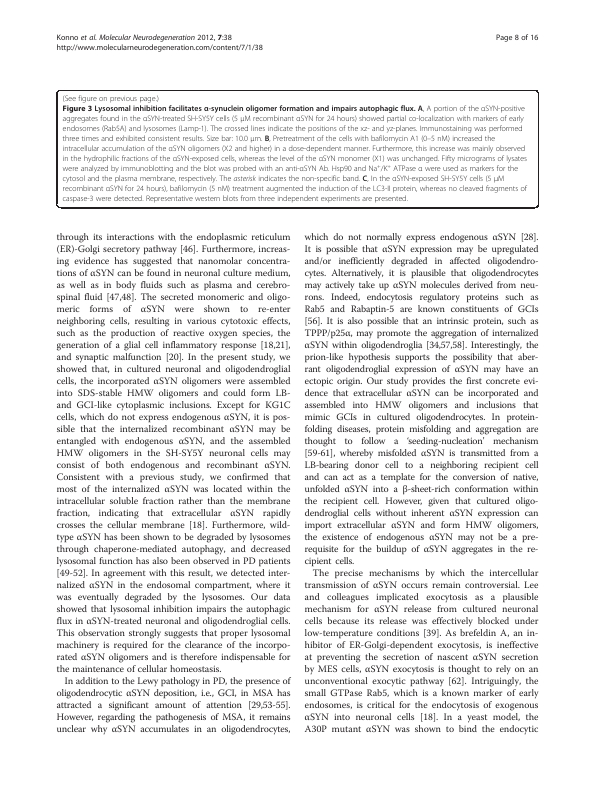 Konno et al. Molecular Neurodegeneration 2012, 7:38
Page 8 of 16
http://www.molecularneurodegeneration.com/content/7/1/38
(See figure on previous page.)
Figure 3 Lysosomal inhibition facilitates α-synuclein oligomer formation and impairs autophagic flux. A, A portion of the αSYN-positive
aggregates found in the αSYN-treated SH-SY5Y cells (5 μM recombinant αSYN for 24 hours) showed partial co-localization with markers of early
endosomes (Rab5A) and lysosomes (Lamp-1). The crossed lines indicate the positions of the xz- and yz-planes. Immunostaining was performed
three times and exhibited consistent results. Size bar: 10.0 μm. B, Pretreatment of the cells with bafilomycin A1 (0–5 nM) increased the
intracellular accumulation of the αSYN oligomers (X2 and higher) in a dose-dependent manner. Furthermore, this increase was mainly observed
in the hydrophilic fractions of the αSYN-exposed cells, whereas the level of the αSYN monomer (X1) was unchanged. Fifty micrograms of lysates
were analyzed by immunoblotting and the blot was probed with an anti-αSYN Ab. Hsp90 and Na⁺/K⁺ ATPase α were used as markers for the
cytosol and the plasma membrane, respectively. The asterisk indicates the non-specific band. C, In the αSYN-exposed SH-SY5Y cells (5 μM
recombinant αSYN for 24 hours), bafilomycin (5 nM) treatment augmented the induction of the LC3-II protein, whereas no cleaved fragments of
caspase-3 were detected. Representative western blots from three independent experiments are presented.
through its interactions with the endoplasmic reticulum
(ER)-Golgi secretory pathway [46]. Furthermore, increas-
ing evidence has suggested that nanomolar concentra-
tions of αSYN can be found in neuronal culture medium,
as well as in body fluids such as plasma and cerebro-
spinal fluid [47,48]. The secreted monomeric and oligo-
meric forms of αSYN were shown to re-enter
neighboring cells, resulting in various cytotoxic effects,
such as the production of reactive oxygen species, the
generation of a glial cell inflammatory response [18,21],
and synaptic malfunction [20]. In the present study, we
showed that, in cultured neuronal and oligodendroglial
cells, the incorporated αSYN oligomers were assembled
into SDS-stable HMW oligomers and could form LB-
and GCI-like cytoplasmic inclusions. Except for KG1C
cells, which do not express endogenous αSYN, it is pos-
sible that the internalized recombinant αSYN may be
entangled with endogenous αSYN, and the assembled
HMW oligomers in the SH-SY5Y neuronal cells may
consist of both endogenous and recombinant αSYN.
Consistent with a previous study, we confirmed that
most of the internalized αSYN was located within the
intracellular soluble fraction rather than the membrane
fraction, indicating that extracellular αSYN rapidly
crosses the cellular membrane [18]. Furthermore, wild-
type αSYN has been shown to be degraded by lysosomes
through chaperone-mediated autophagy, and decreased
lysosomal function has also been observed in PD patients
[49-52]. In agreement with this result, we detected inter-
nalized αSYN in the endosomal compartment, where it
was eventually degraded by the lysosomes. Our data
showed that lysosomal inhibition impairs the autophagic
flux in αSYN-treated neuronal and oligodendroglial cells.
This observation strongly suggests that proper lysosomal
machinery is required for the clearance of the incorpo-
rated αSYN oligomers and is therefore indispensable for
the maintenance of cellular homeostasis.
In addition to the Lewy pathology in PD, the presence of
oligodendrocytic αSYN deposition, i.e., GCI, in MSA has
attracted a significant amount of attention [29,53-55].
However, regarding the pathogenesis of MSA, it remains
unclear why αSYN accumulates in an oligodendrocytes,
which do not normally express endogenous αSYN [28].
It is possible that αSYN expression may be upregulated
and/or inefficiently degraded in affected oligodendro-
cytes. Alternatively, it is plausible that oligodendrocytes
may actively take up αSYN molecules derived from neu-
rons. Indeed, endocytosis regulatory proteins such as
Rab5 and Rabaptin-5 are known constituents of GCIs
[56]. It is also possible that an intrinsic protein, such as
TPPP/p25α, may promote the aggregation of internalized
αSYN within oligodendroglia [34,57,58]. Interestingly, the
prion-like hypothesis supports the possibility that aber-
rant oligodendroglial expression of αSYN may have an
ectopic origin. Our study provides the first concrete evi-
dence that extracellular αSYN can be incorporated and
assembled into HMW oligomers and inclusions that
mimic GCIs in cultured oligodendrocytes. In protein-
folding diseases, protein misfolding and aggregation are
thought to follow a ‘seeding-nucleation’ mechanism
[59-61], whereby misfolded αSYN is transmitted from a
LB-bearing donor cell to a neighboring recipient cell
and can act as a template for the conversion of native,
unfolded αSYN into a β-sheet-rich conformation within
the recipient cell. However, given that cultured oligo-
dendroglial cells without inherent αSYN expression can
import extracellular αSYN and form HMW oligomers,
the existence of endogenous αSYN may not be a pre-
requisite for the buildup of αSYN aggregates in the re-
cipient cells.
The precise mechanisms by which the intercellular
transmission of αSYN occurs remain controversial. Lee
and colleagues implicated exocytosis as a plausible
mechanism for αSYN release from cultured neuronal
cells because its release was effectively blocked under
low-temperature conditions [39]. As brefeldin A, an in-
hibitor of ER-Golgi-dependent exocytosis, is ineffective
at preventing the secretion of nascent αSYN secretion
by MES cells, αSYN exocytosis is thought to rely on an
unconventional exocytic pathway [62]. Intriguingly, the
small GTPase Rab5, which is a known marker of early
endosomes, is critical for the endocytosis of exogenous
αSYN into neuronal cells [18]. In a yeast model, the
A30P mutant αSYN was shown to bind the endocytic